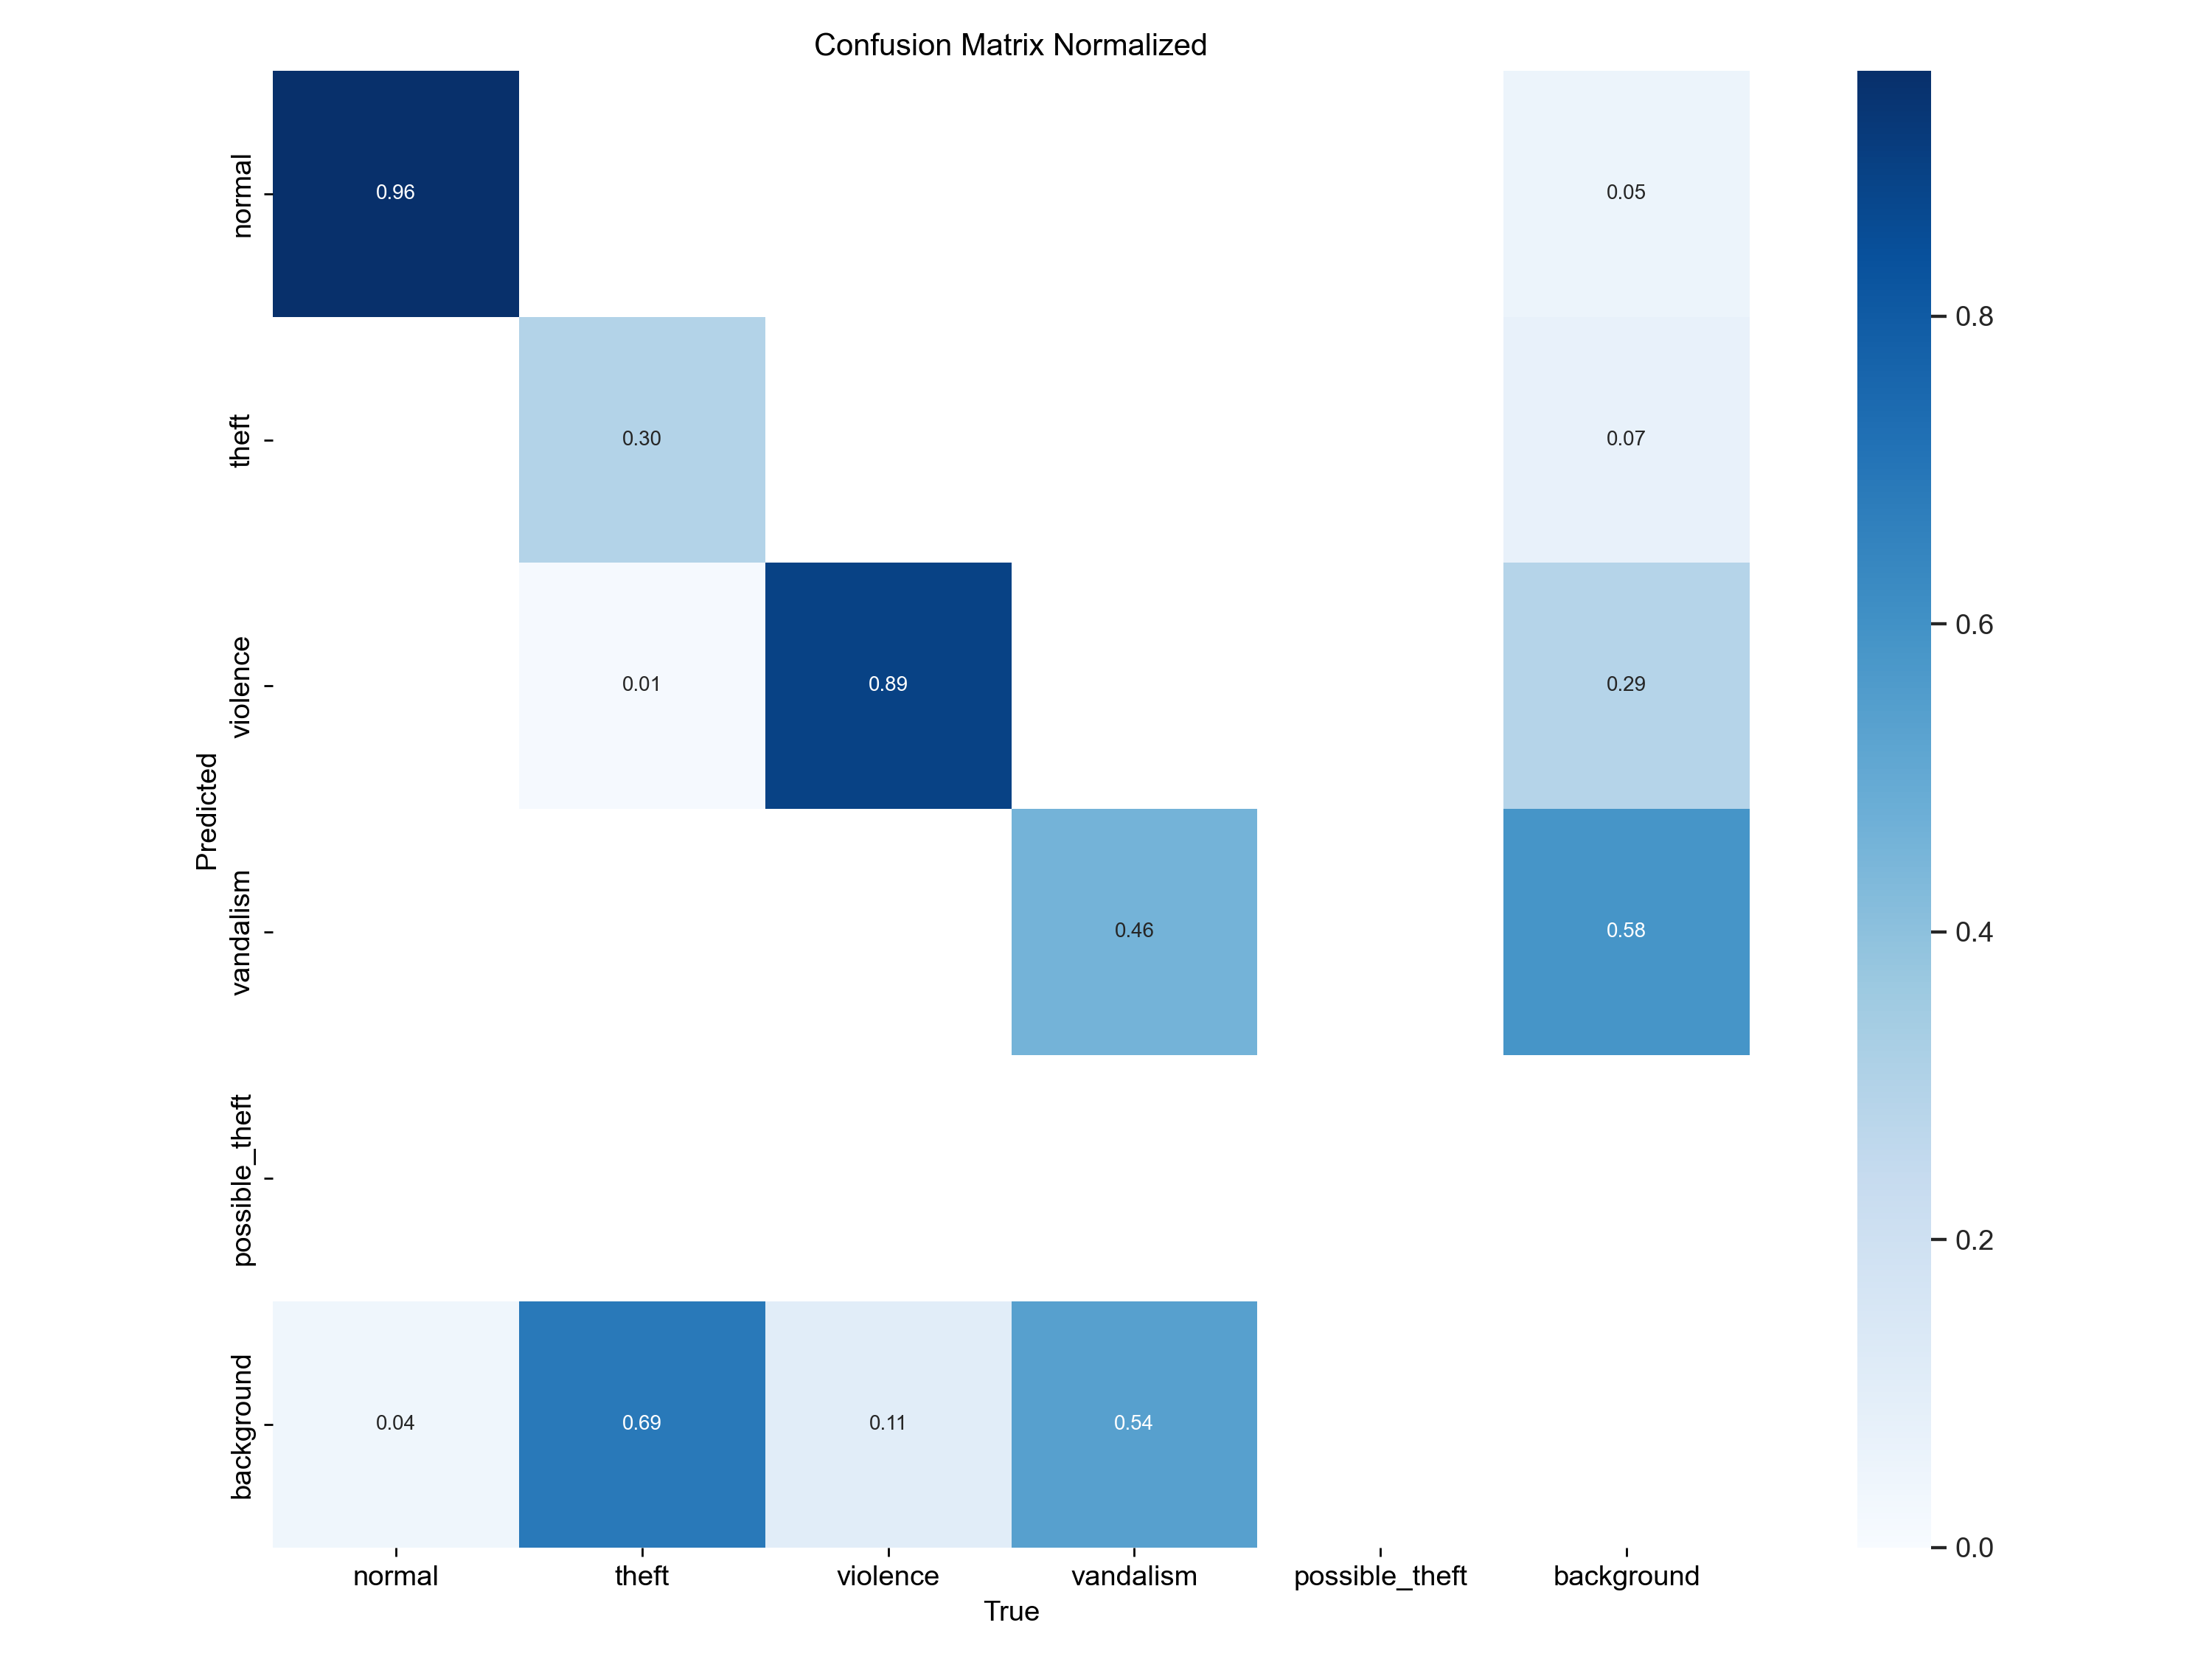 Confusion Matrix Normalized
normal
0.96
0.05
theft
0.30
0.07
violence
0.01
0.89
0.29
vandalism
0.46
0.58
possible_theft
background
0.04
0.69
0.11
0.54
Predicted
normal
theft
violence
vandalism
possible_theft
background
True
0.8
0.6
0.4
0.2
0.0